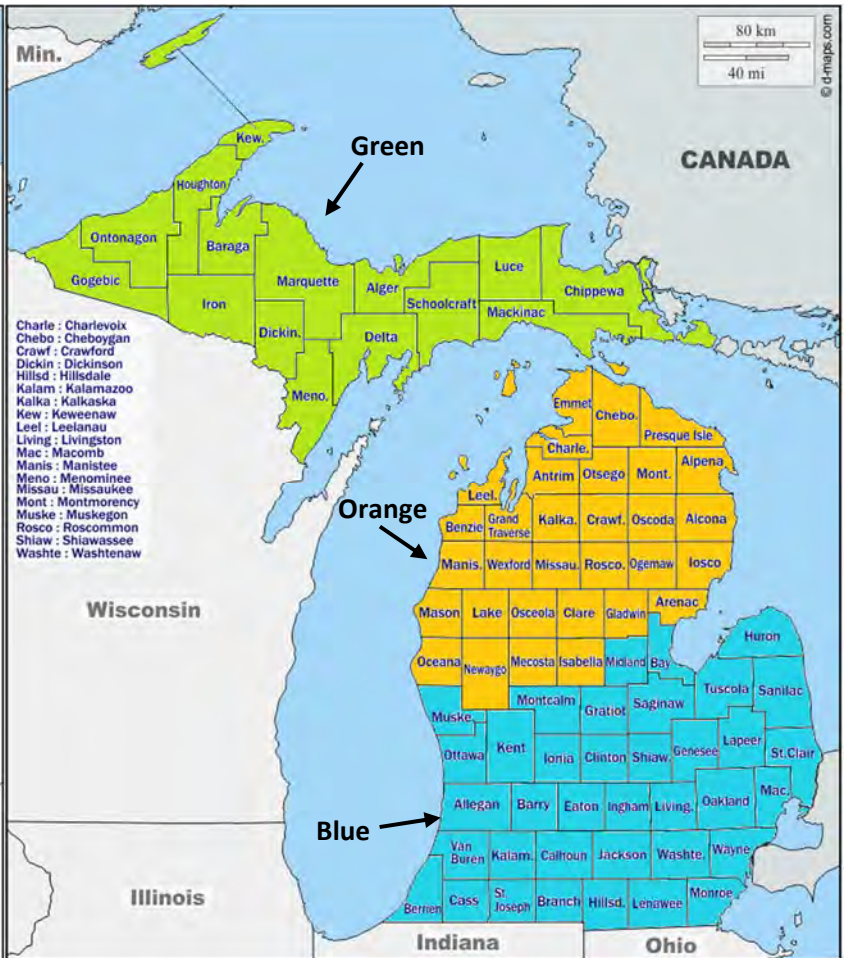 Min.
80 km
40 mi
© d-maps.com
CANADA
Green
Kew.
Houghton
Ontonagon
Baraga
Gogebic
Marquette
Alger
Luce
Chippewa
Schoolcraft
Mackinac
Iron
Dickin.
Delta
Meno.
Charle : Charlevoix
Chebo : Cheboygan
Crawf : Crawford
Dickin : Dickinson
Hillsd : Hillsdale
Kalam : Kalamazoo
Kalka : Kalkaska
Kew : Keweenaw
Leel : Leelanau
Living : Livingston
Mac : Macomb
Manis : Manistee
Meno : Menominee
Missau : Missaukee
Mont : Montmorency
Muske : Muskegon
Rosco : Roscommon
Shiaw : Shiawassee
Washte : Washtenaw
Emmet
Chebo.
Presque Isle
Charle.
Antrim
Otsego
Mont.
Alpena
Leel.
Orange
Benzie
Grand
Traverse
Kalka.
Crawf.
Oscoda
Alcona
Manis.
Wexford
Missau.
Rosco.
Ogemaw
Iosco
Wisconsin
Mason
Lake
Osceola
Clare
Gladwin
Arenac
Huron
Oceana
Newaygo
Mecosta
Isabella
Midland
Bay
Muske.
Montcalm
Gratiot
Saginaw
Tuscola
Sanilac
Ottawa
Kent
Ionia
Clinton
Shiaw.
Genesee
Lapeer
St.Clair
Allegan
Barry
Eaton
Ingham
Living.
Oakland
Mac.
Blue
Van
Buren
Kalam.
Calhoun
Jackson
Washte.
Wayne
Berrien
Cass
St
Joseph
Branch
Hillsd.
Lenawee
Monroe
Illinois
Indiana
Ohio